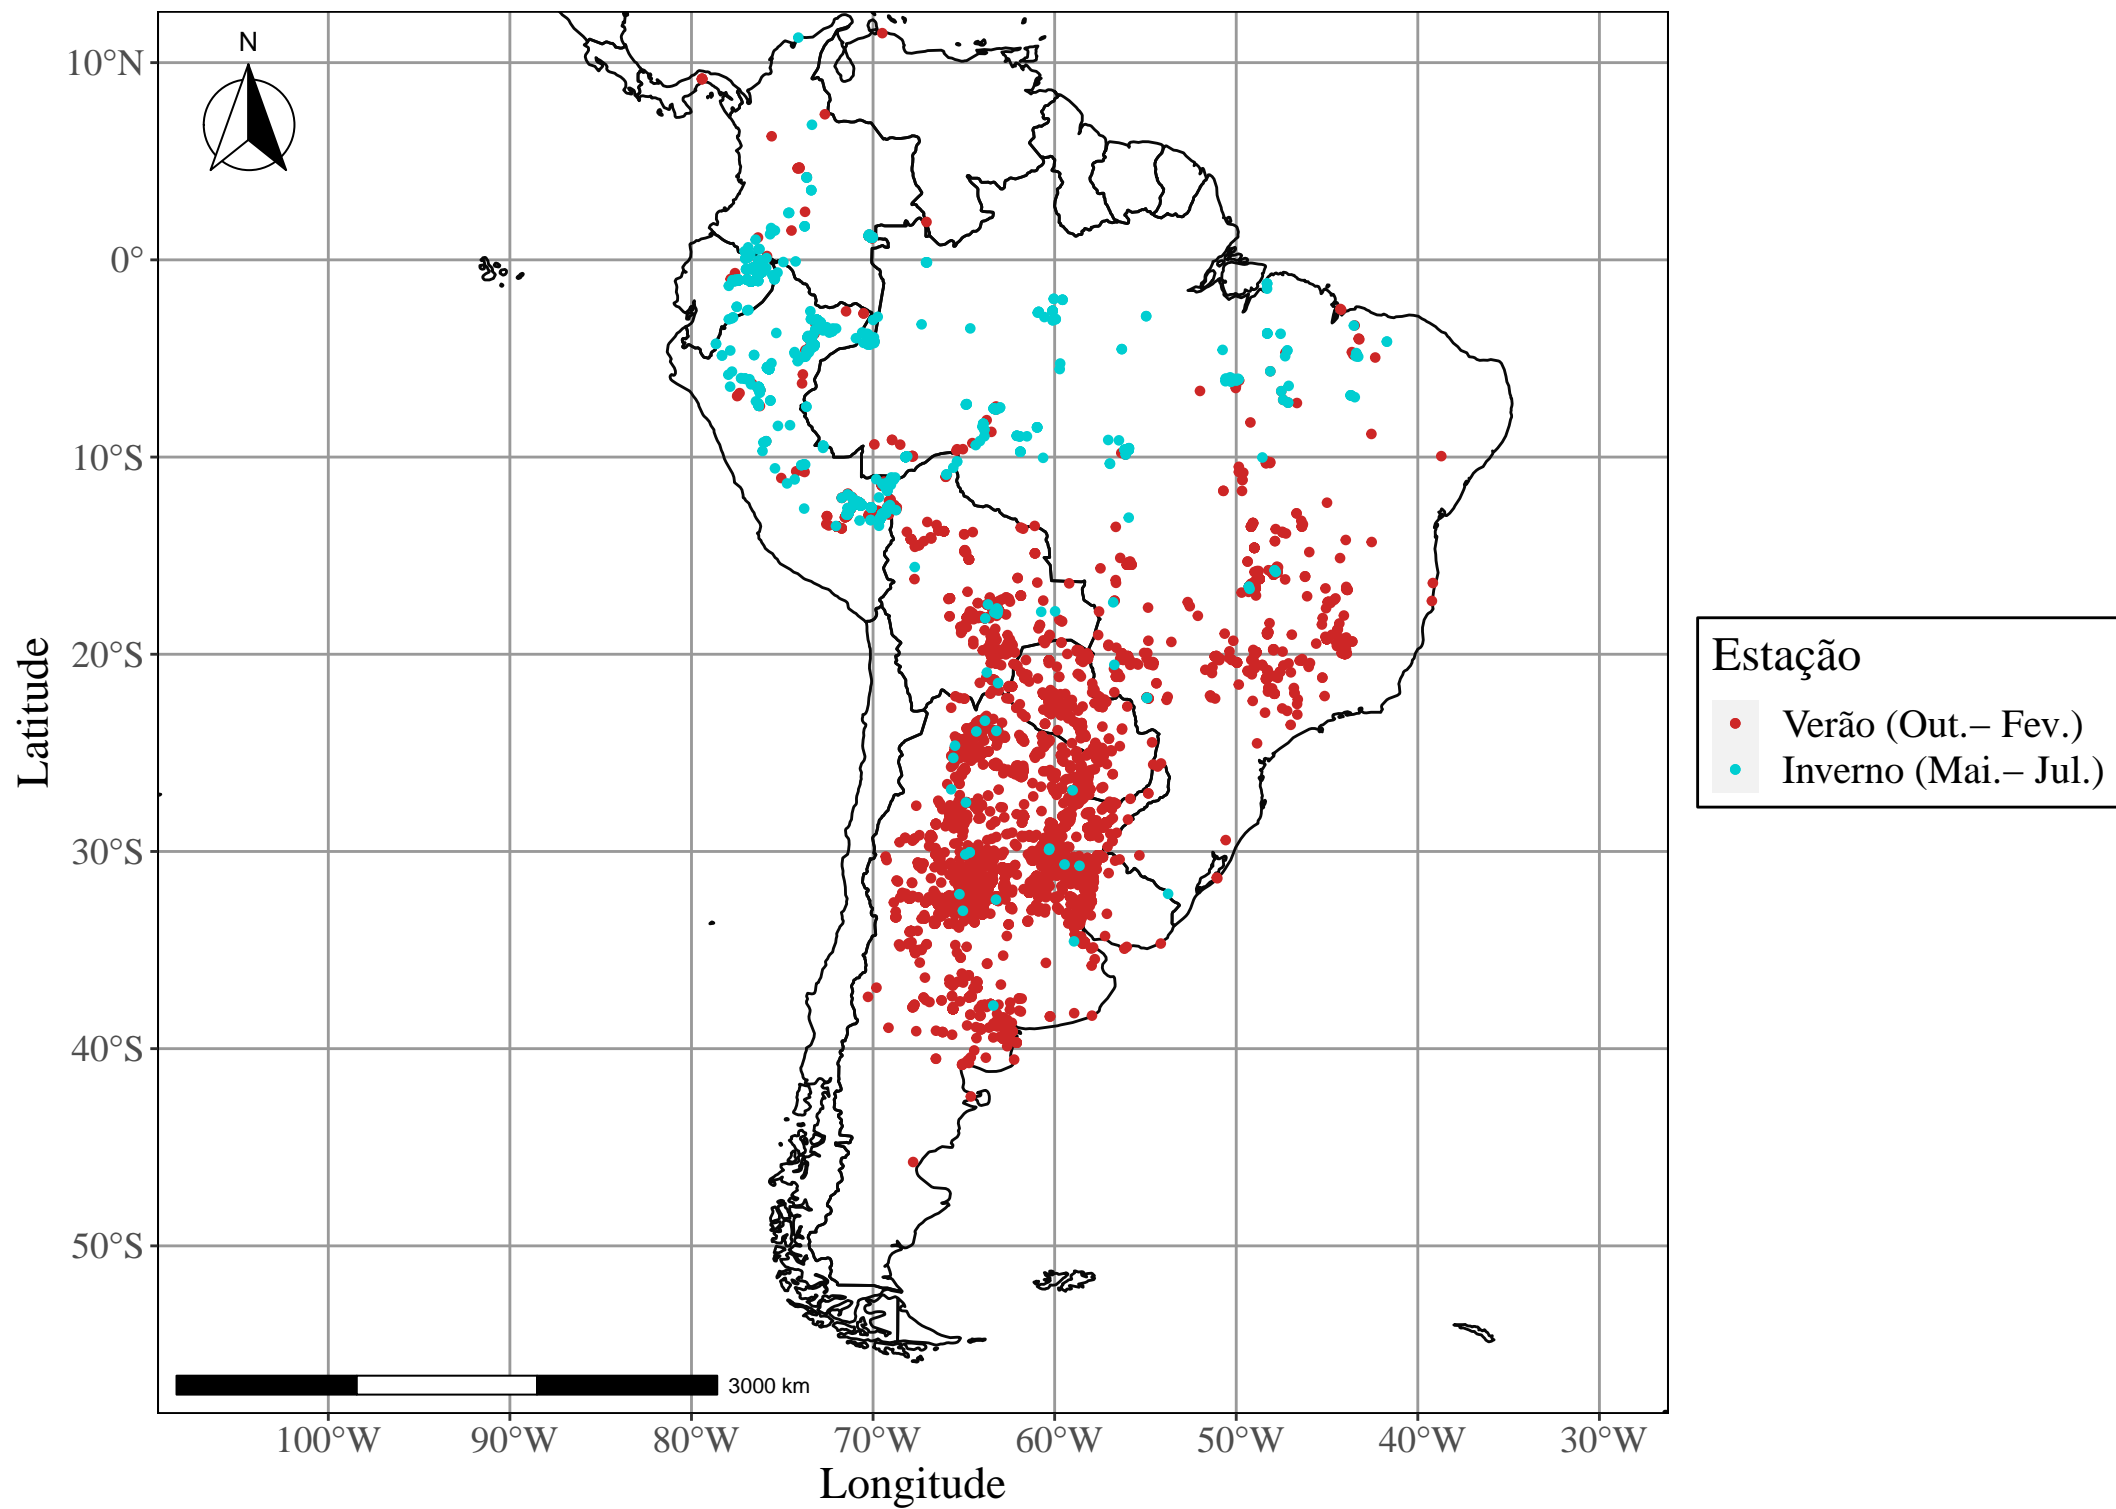 N
10°N
0°
10°S
20°S
30°S
40°S
50°S
Latitude
3000 km
100°W
90°W
80°W
70°W
60°W
50°W
40°W
30°W
Longitude
Estação
Verão (Out.– Fev.)
Inverno (Mai.– Jul.)